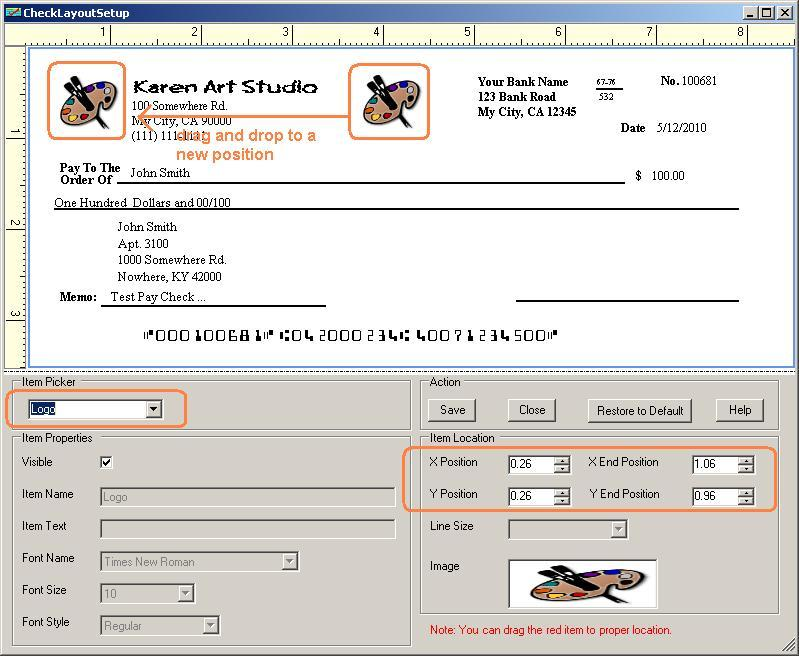 CheckLayoutSetup
1 2 3 4 5 6 7 8
1
2
3
Karen Art Studio
100 Somewhere Rd.
My City, CA 90000
(111) 111-1111
drag and drop to a
new position
Your Bank Name
123 Bank Road
My City, CA 12345
67-76
532
No. 100681
Date 5/12/2010
Pay To The
Order Of John Smith
$ 100.00
One Hundred Dollars and 00/100
John Smith
Apt. 3100
1000 Somewhere Rd.
Nowhere, KY 42000
Memo: Test Pay Check ...
⑈000100681⑈ ⑆042000234⑆ 40071234500⑈
Item Picker
Logo
Action
Save Close Restore to Default Help
Item Properties
Visible
Item Name Logo
Item Text
Font Name Times New Roman
Font Size 10
Font Style Regular
Item Location
X Position 0.26 X End Position 1.06
Y Position 0.26 Y End Position 0.96
Line Size
Image
Note: You can drag the red item to proper location.